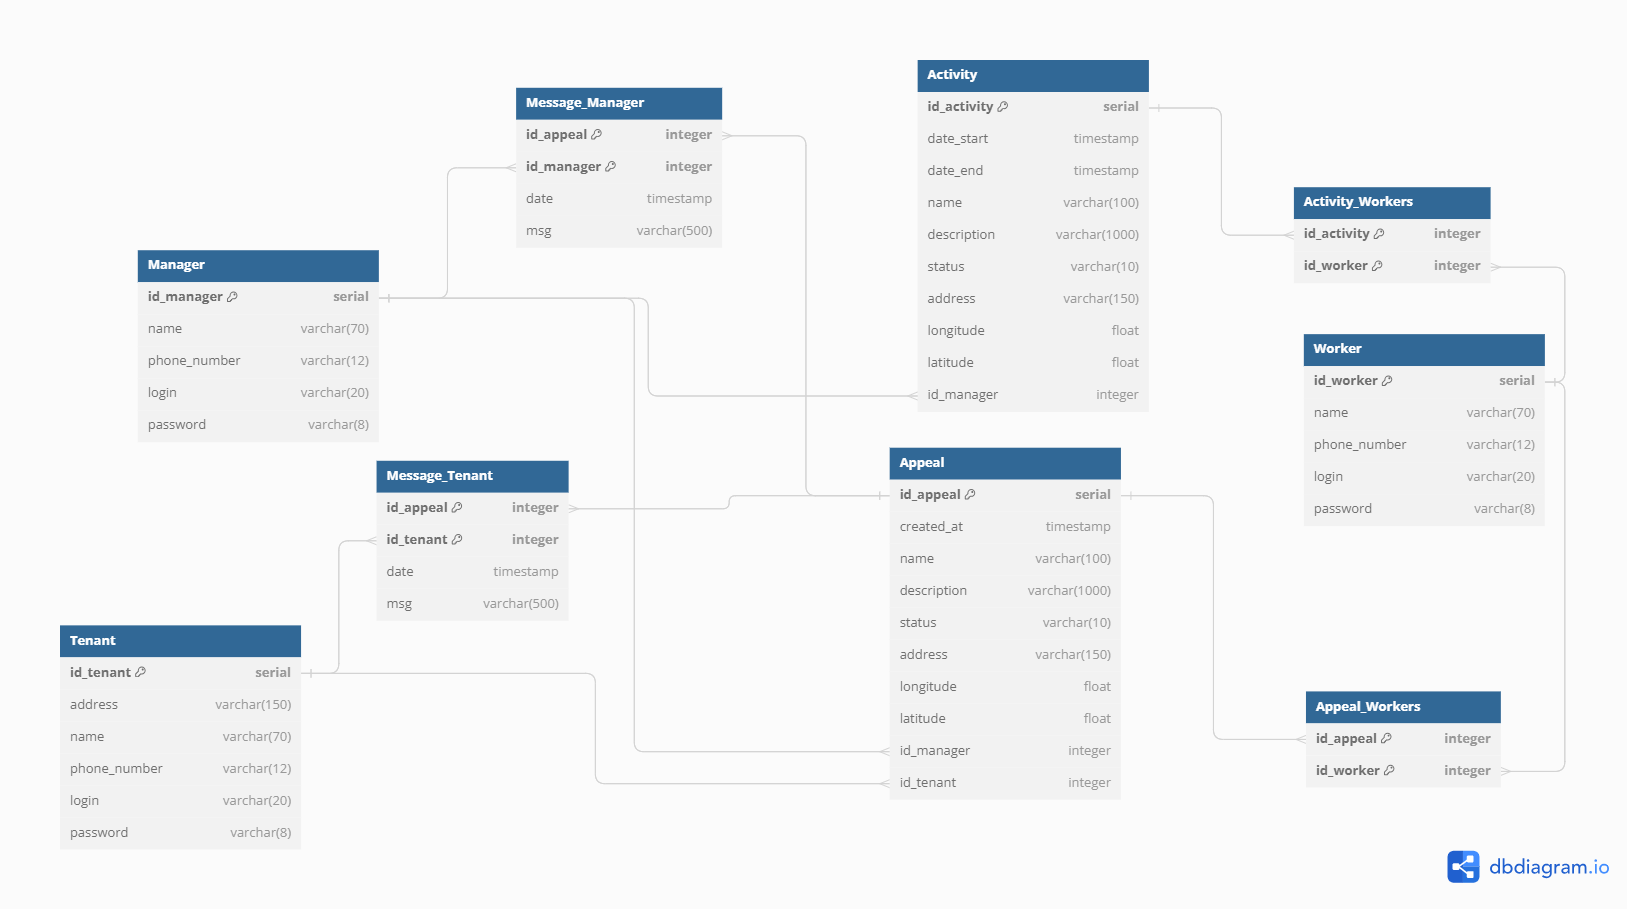 Message_Manager
id_appeal integer
id_manager integer
date timestamp
msg varchar(500)
Manager
id_manager serial
name varchar(70)
phone_number varchar(12)
login varchar(20)
password varchar(8)
Message_Tenant
id_appeal integer
id_tenant integer
date timestamp
msg varchar(500)
Tenant
id_tenant serial
address varchar(150)
name varchar(70)
phone_number varchar(12)
login varchar(20)
password varchar(8)
Activity
id_activity serial
date_start timestamp
date_end timestamp
name varchar(100)
description varchar(1000)
status varchar(10)
address varchar(150)
longitude float
latitude float
id_manager integer
Appeal
id_appeal serial
created_at timestamp
name varchar(100)
description varchar(1000)
status varchar(10)
address varchar(150)
longitude float
latitude float
id_manager integer
id_tenant integer
Activity_Workers
id_activity integer
id_worker integer
Worker
id_worker serial
name varchar(70)
phone_number varchar(12)
login varchar(20)
password varchar(8)
Appeal_Workers
id_appeal integer
id_worker integer
dbdiagram.io